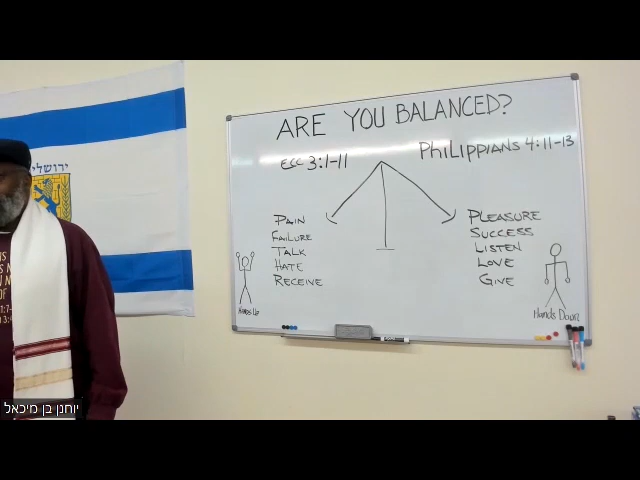 ARE YOU BALANCED?
ECC 3:1-11
PHILIPPIANS 4:11-13
PAIN
FAILURE
TALK
HATE
RECEIVE
PLEASURE
SUCCESS
LISTEN
LOVE
GIVE
Hands Up
Hands Down
יוחנן בן מיכאל